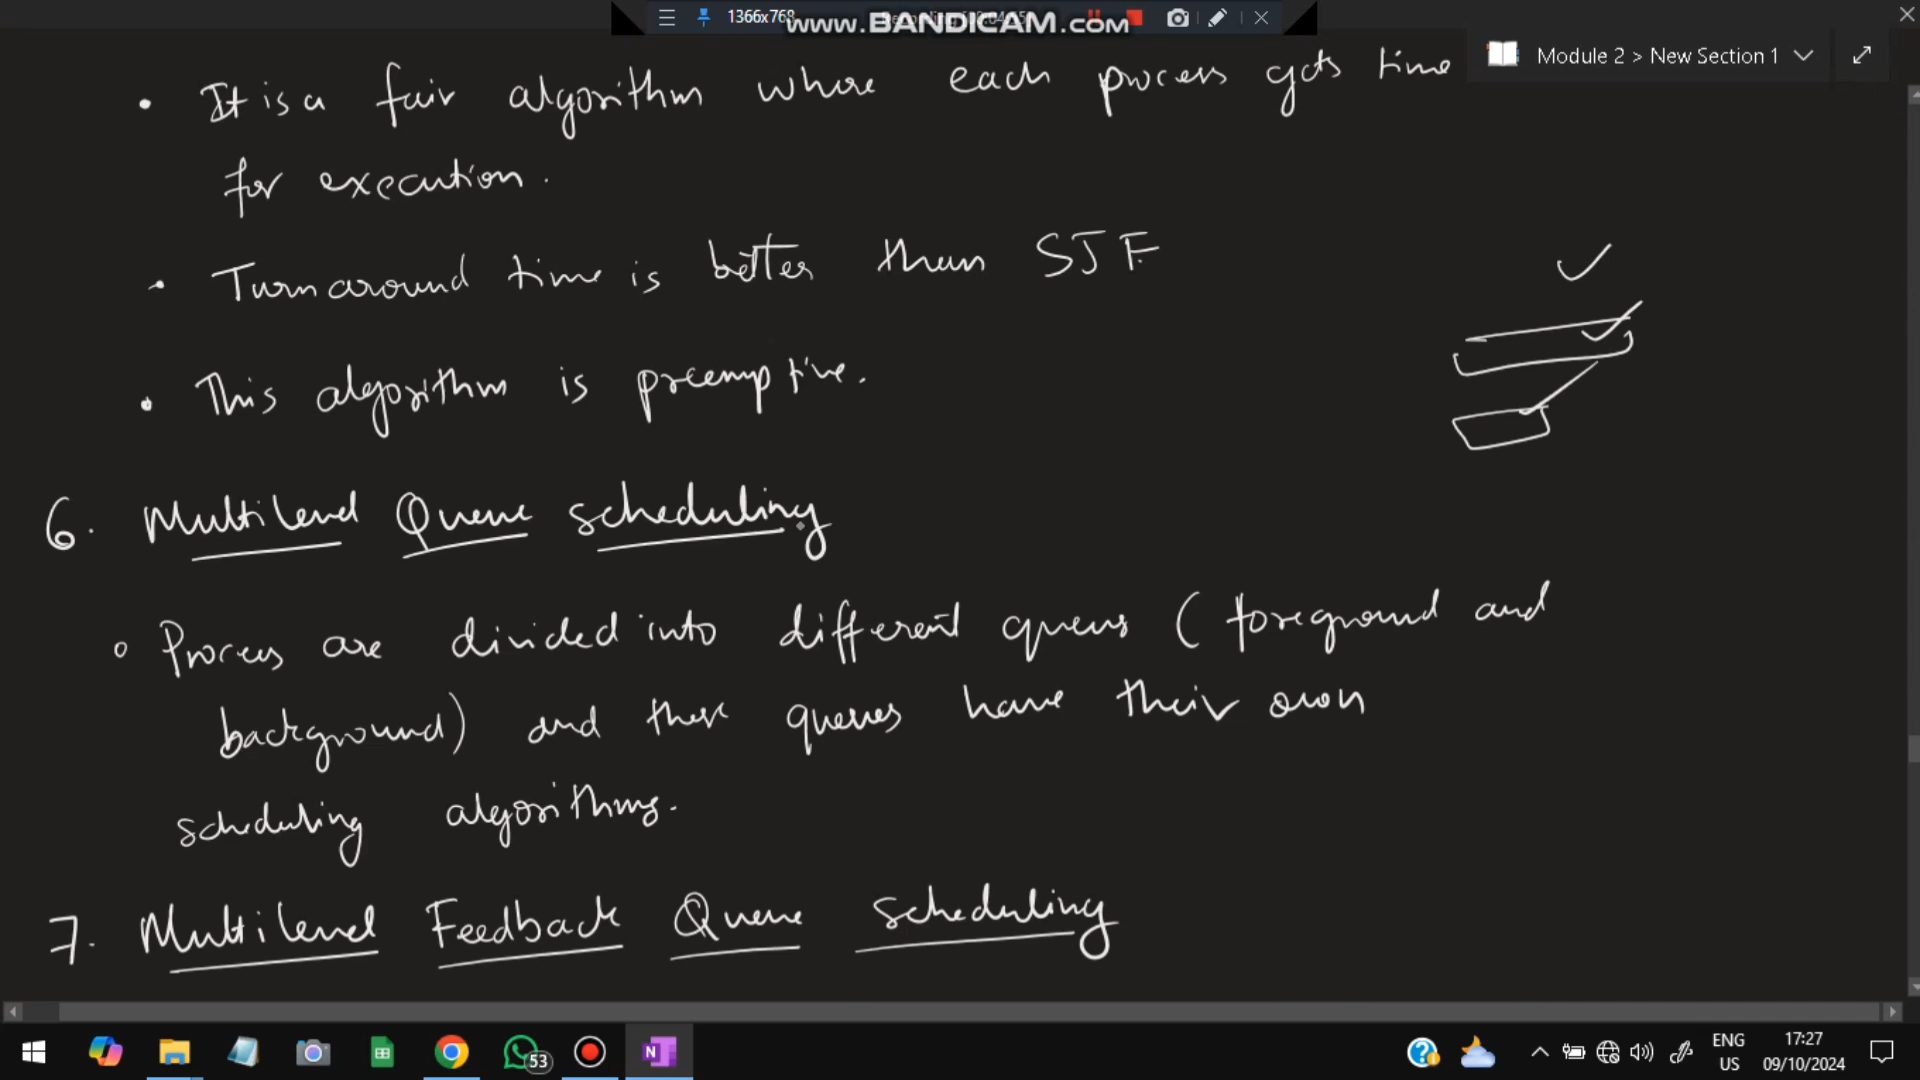 1366x768
www.BANDICAM.com
Module 2 > New Section 1
• It is a fair algorithm where each process gets time
for execution.
• Turnaround time is better than SJF
• This algorithm is preemptive.
6. Multilevel Queue scheduling
Process are divided into different queues (foreground and
background) and these queues have their own
scheduling algorithms.
7. Multilevel Feedback Queue Scheduling
53
ENG
US
17:27
09/10/2024